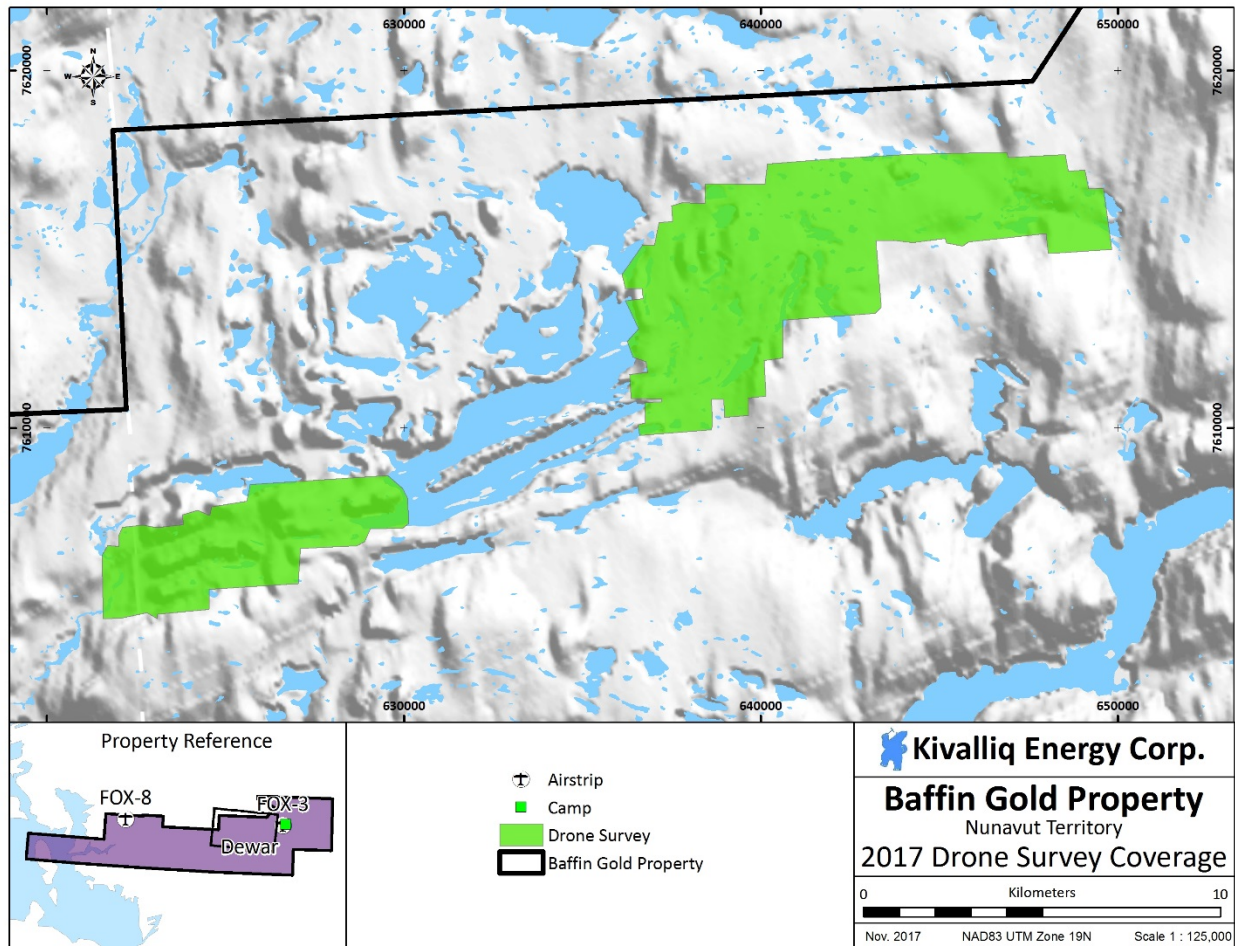 630000
640000
650000
7620000
7620000
N
W
E
S
7610000
7610000
630000
640000
650000
Property Reference
FOX-8
FOX-3
Dewar
Airstrip
Camp
Drone Survey
Baffin Gold Property
Kivalliq Energy Corp.
Baffin Gold Property
Nunavut Territory
2017 Drone Survey Coverage
0 Kilometers 10
Nov. 2017 NAD83 UTM Zone 19N Scale 1 : 125,000